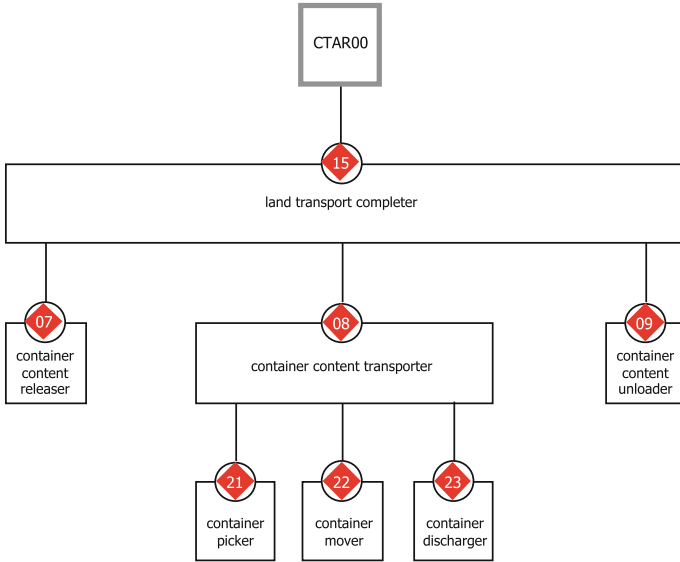 CTAR00
15
land transport completer
07
08
09
container
content
releaser
container content transporter
container
content
unloader
21
22
23
container
picker
container
mover
container
discharger